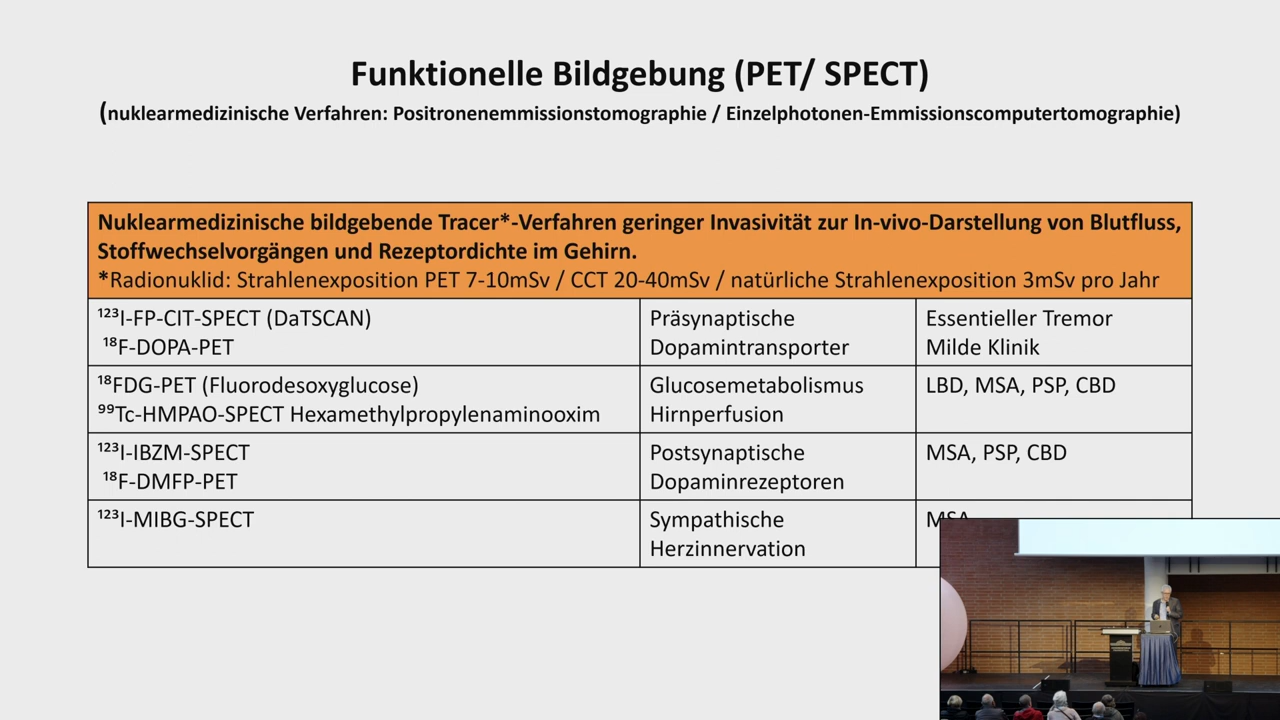 Funktionelle Bildgebung (PET/ SPECT)
(nuklearmedizinische Verfahren: Positronenemmissionstomographie / Einzelphotonen-Emmissionscomputertomographie)
Nuklearmedizinische bildgebende Tracer*-Verfahren geringer Invasivität zur In-vivo-Darstellung von Blutfluss,
Stoffwechselvorgängen und Rezeptordichte im Gehirn.
*Radionuklid: Strahlenexposition PET 7-10mSv / CCT 20-40mSv / natürliche Strahlenexposition 3mSv pro Jahr
¹²³I-FP-CIT-SPECT (DaTSCAN)
¹⁸F-DOPA-PET
Präsynaptische
Dopamintransporter
Essentieller Tremor
Milde Klinik
¹⁸FDG-PET (Fluorodesoxyglucose)
⁹⁹Tc-HMPAO-SPECT Hexamethylpropylenaminooxim
Glucosemetabolismus
Hirnperfusion
LBD, MSA, PSP, CBD
¹²³I-IBZM-SPECT
¹⁸F-DMFP-PET
Postsynaptische
Dopaminrezeptoren
MSA, PSP, CBD
¹²³I-MIBG-SPECT
Sympathische
Herzinnervation
MSA